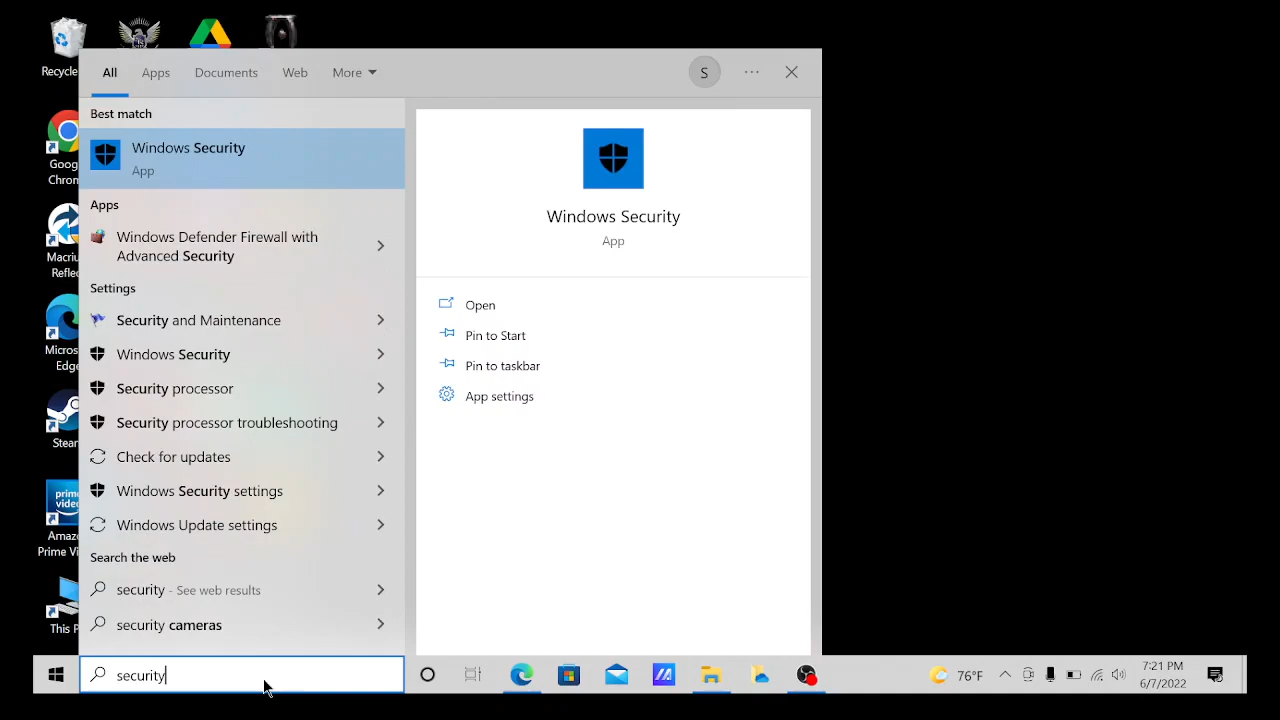 Recycle
All
Apps
Documents
Web
More
S
Best match
Windows Security
App
Apps
Windows Defender Firewall with
Advanced Security
Settings
Security and Maintenance
Windows Security
Security processor
Security processor troubleshooting
Check for updates
Windows Security settings
Windows Update settings
Search the web
security - See web results
security cameras
security
Windows Security
App
Open
Pin to Start
Pin to taskbar
App settings
Goog
Chron
Macriu
Refle
Micros
Edge
Stear
prime
video
Amaz
Prime Vi
This P
76°F
7:21 PM
6/7/2022